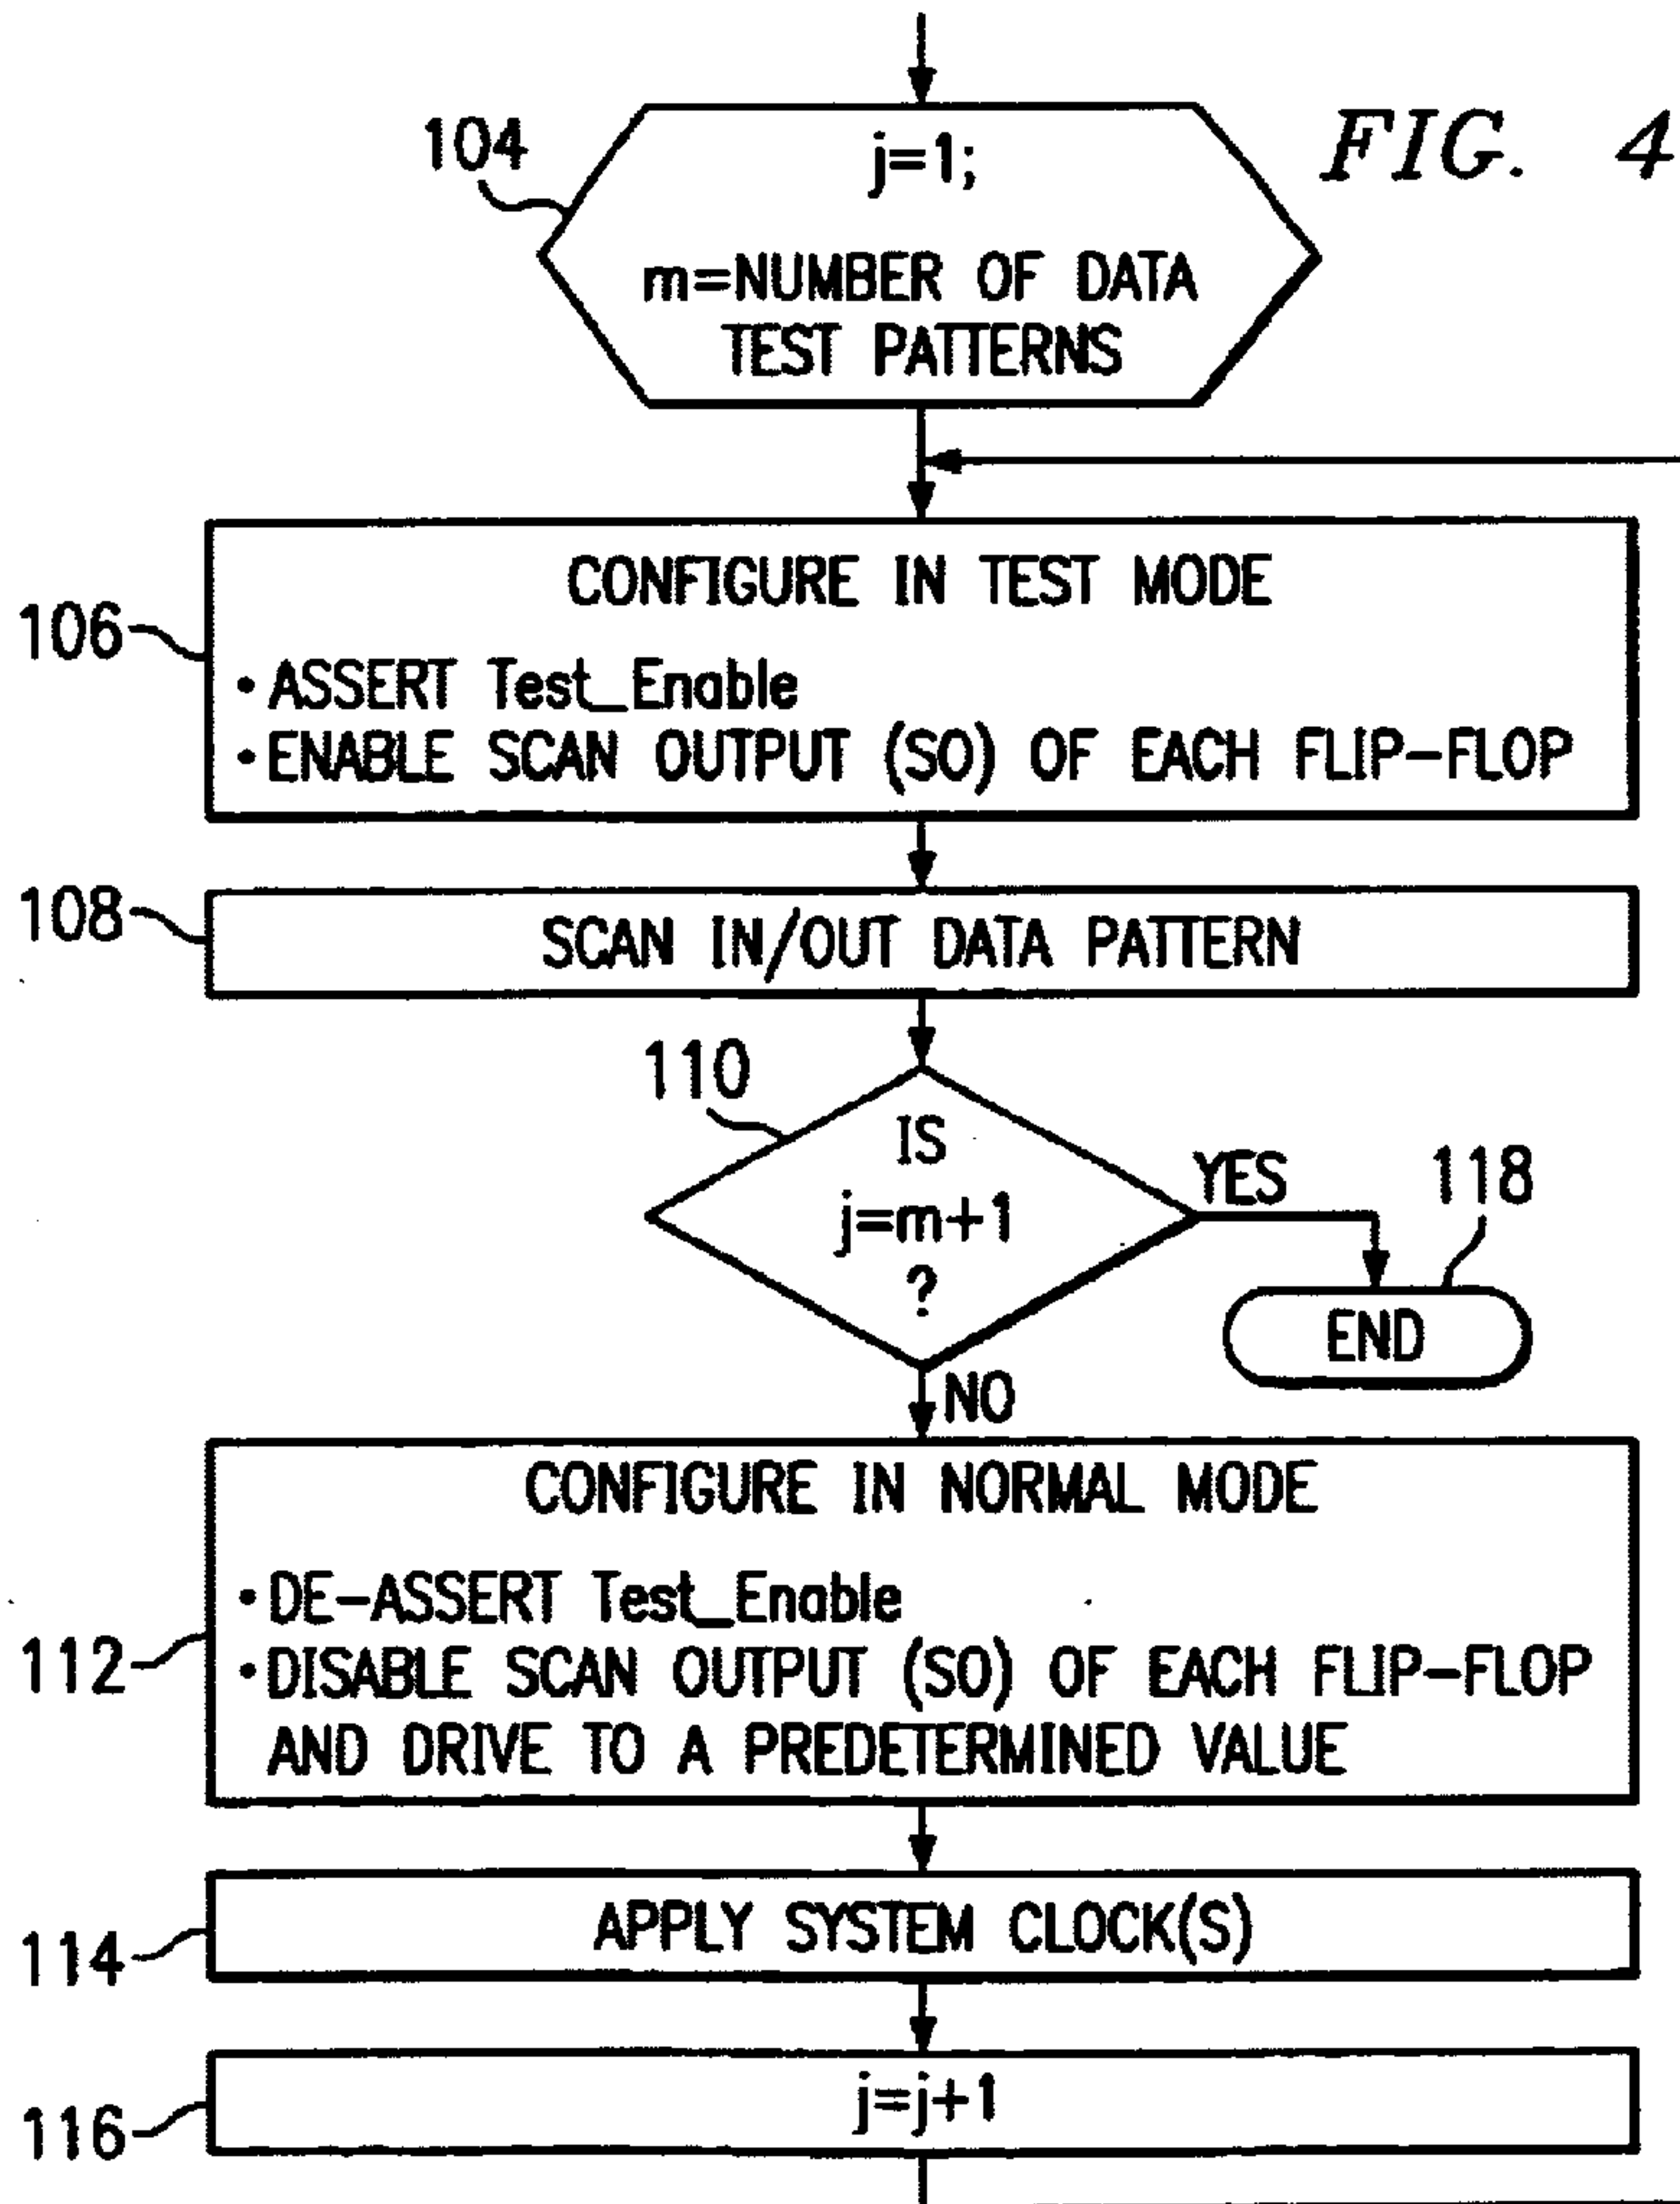 FIG. 4
104
j=1;
m=NUMBER OF DATA
TEST PATTERNS
106
CONFIGURE IN TEST MODE
•ASSERT Test_Enable
•ENABLE SCAN OUTPUT (SO) OF EACH FLIP-FLOP
108
SCAN IN/OUT DATA PATTERN
110
IS
j=m+1
?
YES
118
END
NO
112
CONFIGURE IN NORMAL MODE
•DE-ASSERT Test_Enable
•DISABLE SCAN OUTPUT (SO) OF EACH FLIP-FLOP
AND DRIVE TO A PREDETERMINED VALUE
114
APPLY SYSTEM CLOCK(S)
116
j=j+1